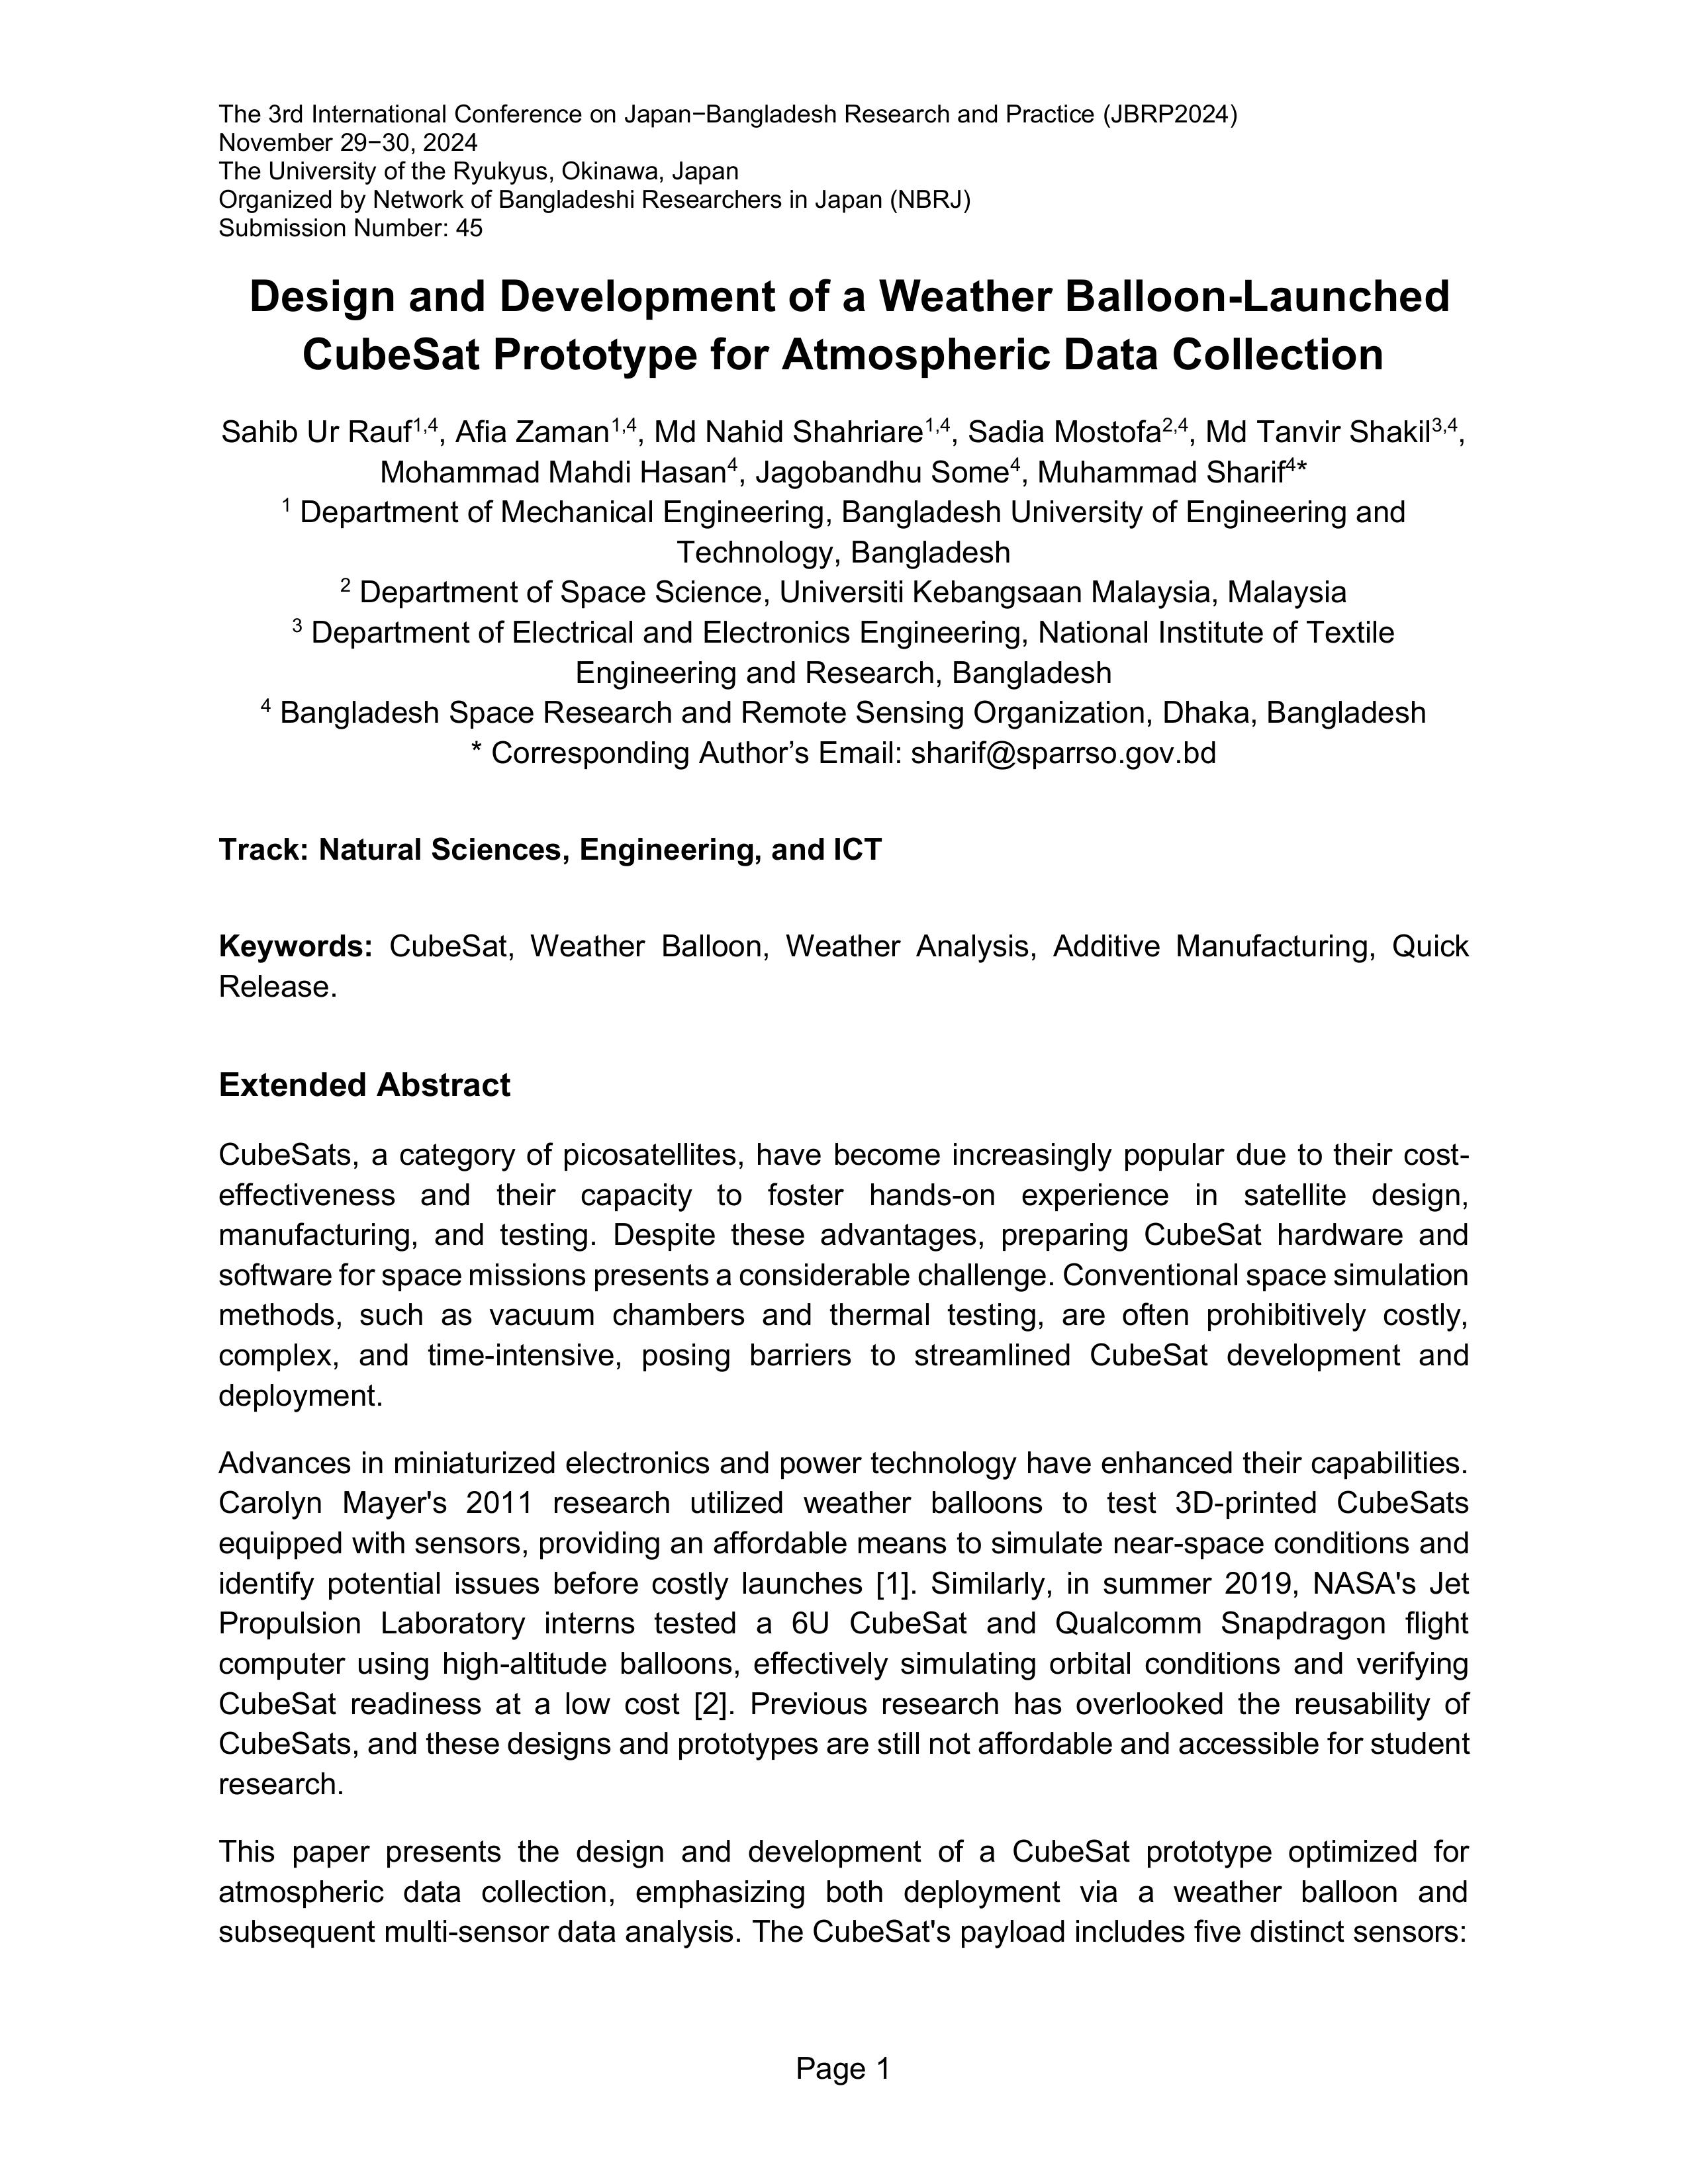 The 3rd International Conference on Japan−Bangladesh Research and Practice (JBRP2024)
November 29−30, 2024
The University of the Ryukyus, Okinawa, Japan
Organized by Network of Bangladeshi Researchers in Japan (NBRJ)
Submission Number: 45
Design and Development of a Weather Balloon-Launched
CubeSat Prototype for Atmospheric Data Collection
Sahib Ur Rauf1,4, Afia Zaman1,4, Md Nahid Shahriare1,4, Sadia Mostofa2,4, Md Tanvir Shakil3,4,
Mohammad Mahdi Hasan4, Jagobandhu Some4, Muhammad Sharif4*
1 Department of Mechanical Engineering, Bangladesh University of Engineering and
Technology, Bangladesh
2 Department of Space Science, Universiti Kebangsaan Malaysia, Malaysia
3 Department of Electrical and Electronics Engineering, National Institute of Textile
Engineering and Research, Bangladesh
4 Bangladesh Space Research and Remote Sensing Organization, Dhaka, Bangladesh
* Corresponding Author’s Email: sharif@sparrso.gov.bd
Track: Natural Sciences, Engineering, and ICT
Keywords: CubeSat, Weather Balloon, Weather Analysis, Additive Manufacturing, Quick
Release.
Extended Abstract
CubeSats, a category of picosatellites, have become increasingly popular due to their cost-
effectiveness and their capacity to foster hands-on experience in satellite design,
manufacturing, and testing. Despite these advantages, preparing CubeSat hardware and
software for space missions presents a considerable challenge. Conventional space simulation
methods, such as vacuum chambers and thermal testing, are often prohibitively costly,
complex, and time-intensive, posing barriers to streamlined CubeSat development and
deployment.
Advances in miniaturized electronics and power technology have enhanced their capabilities.
Carolyn Mayer's 2011 research utilized weather balloons to test 3D-printed CubeSats
equipped with sensors, providing an affordable means to simulate near-space conditions and
identify potential issues before costly launches [1]. Similarly, in summer 2019, NASA's Jet
Propulsion Laboratory interns tested a 6U CubeSat and Qualcomm Snapdragon flight
computer using high-altitude balloons, effectively simulating orbital conditions and verifying
CubeSat readiness at a low cost [2]. Previous research has overlooked the reusability of
CubeSats, and these designs and prototypes are still not affordable and accessible for student
research.
This paper presents the design and development of a CubeSat prototype optimized for
atmospheric data collection, emphasizing both deployment via a weather balloon and
subsequent multi-sensor data analysis. The CubeSat's payload includes five distinct sensors:
Page 1